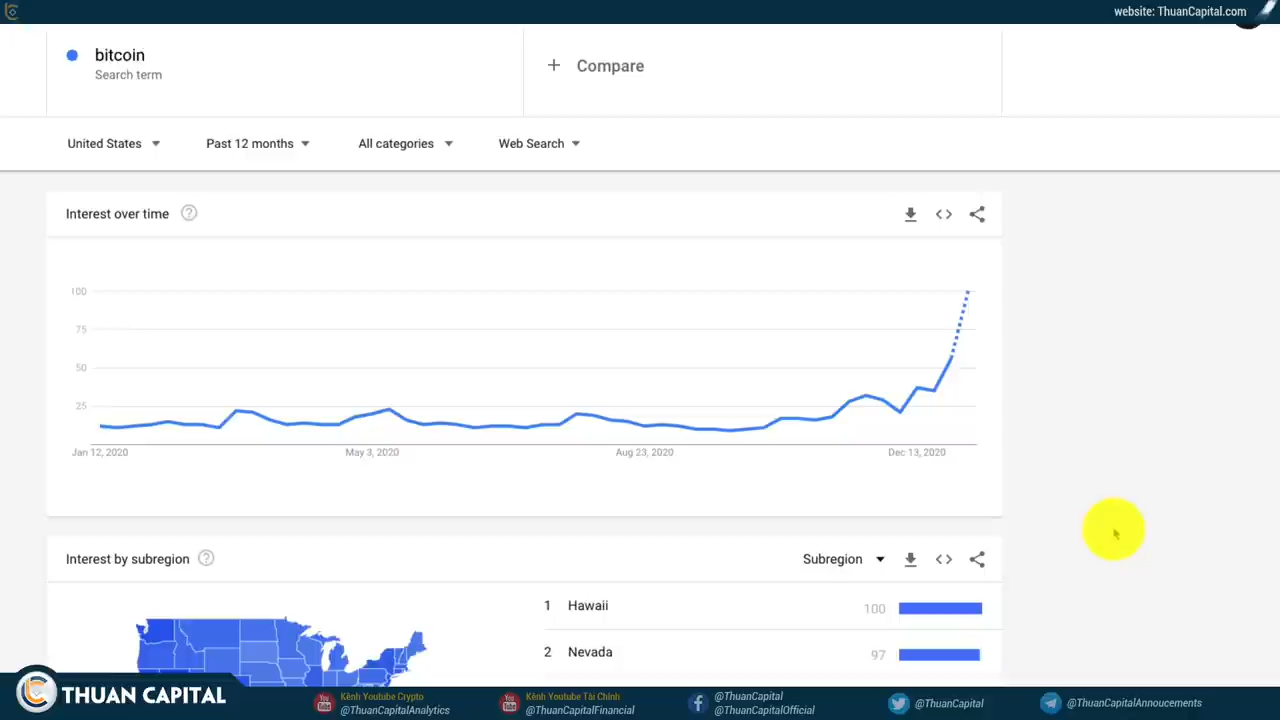 website: ThuanCapital.com
bitcoin
Search term
+ Compare
United States
Past 12 months
All categories
Web Search
Interest over time
100
75
50
25
Jan 12, 2020
May 3, 2020
Aug 23, 2020
Dec 13, 2020
Interest by subregion
Subregion
1 Hawaii 100
2 Nevada 97
THUAN CAPITAL
Kênh Youtube Crypto
@ThuanCapitalAnalytics
Kênh Youtube Tài Chính
@ThuanCapitalFinancial
@ThuanCapital
@ThuanCapitalOfficial
@ThuanCapital
@ThuanCapitalAnnoucements